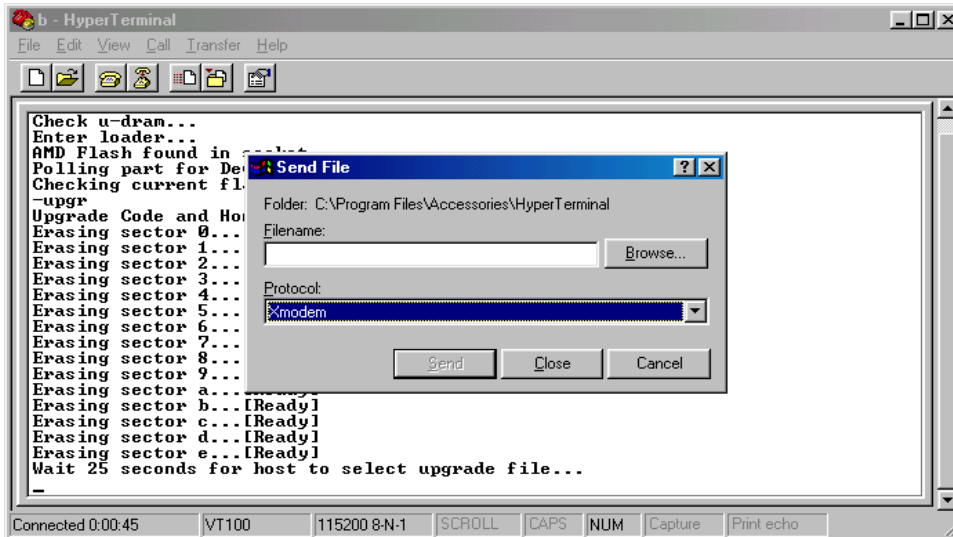 b - HyperTerminal
File Edit View Call Transfer Help
Check u-dram...
Enter loader...
AMD Flash found in socket
Polling part for De
Checking current fl
-upgr
Upgrade Code and Ho
Erasing sector 0...
Erasing sector 1...
Erasing sector 2...
Erasing sector 3...
Erasing sector 4...
Erasing sector 5...
Erasing sector 6...
Erasing sector 7...
Erasing sector 8...
Erasing sector 9...
Erasing sector a...[Ready]
Erasing sector b...[Ready]
Erasing sector c...[Ready]
Erasing sector d...[Ready]
Erasing sector e...[Ready]
Wait 25 seconds for host to select upgrade file...
Send File
Folder: C:\Program Files\Accessories\HyperTerminal
Filename:
Browse...
Protocol:
Xmodem
Send Close Cancel
Connected 0:00:45 VT100 115200 8-N-1 SCROLL CAPS NUM Capture Print echo